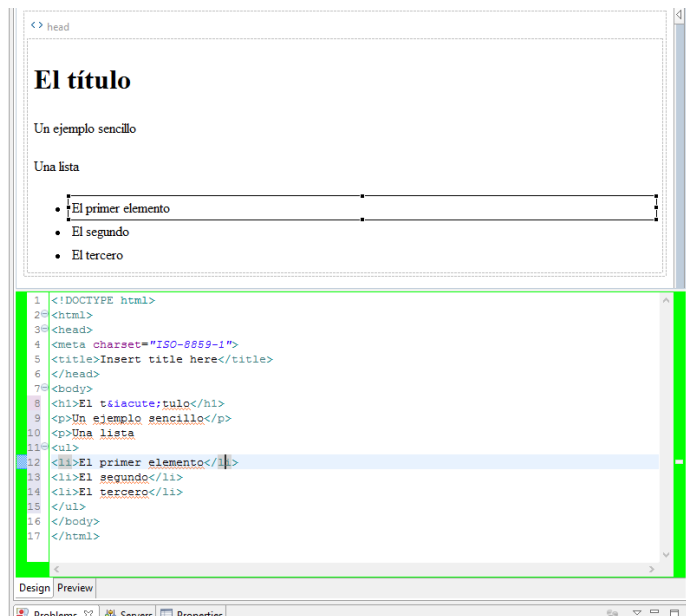 <> head
El título
Un ejemplo sencillo
Una lista
• El primer elemento
• El segundo
• El tercero
1 <!DOCTYPE html>
2 <html>
3 <head>
4 <meta charset="ISO-8859-1">
5 <title>Insert title here</title>
6 </head>
7 <body>
8 <h1>El t&iacute;tulo</h1>
9 <p>Un ejemplo sencillo</p>
10 <p>Una lista
11 <ul>
12 <li>El primer elemento</li>
13 <li>El segundo</li>
14 <li>El tercero</li>
15 </ul>
16 </body>
17 </html>
Design Preview
Problems Servers Properties